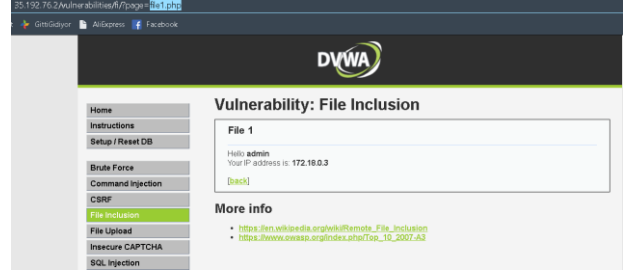 35.192.76.2/vulnerabilities/fi/?page=file1.php
GittiGidiyor AliExpress Facebook
DVWA
Home
Instructions
Setup / Reset DB
Brute Force
Command Injection
CSRF
File Inclusion
File Upload
Insecure CAPTCHA
SQL Injection
Vulnerability: File Inclusion
File 1
Hello admin
Your IP address is: 172.18.0.3
[back]
More info
https://en.wikipedia.org/wiki/Remote_File_Inclusion
https://www.owasp.org/index.php/Top_10_2007-A3